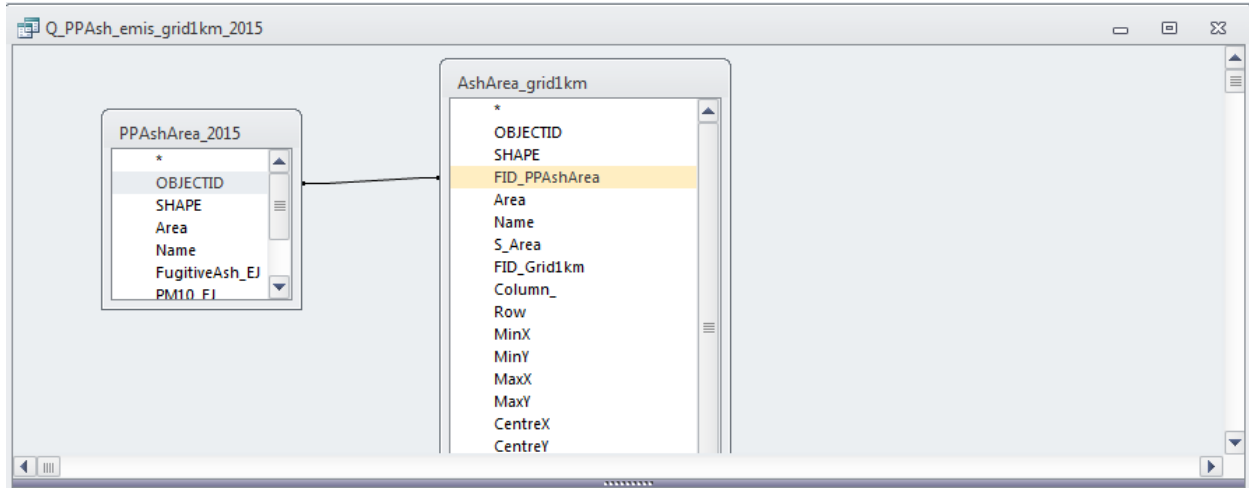 Q_PPAsh_emis_grid1km_2015
PPAshArea_2015
*
OBJECTID
SHAPE
Area
Name
FugitiveAsh_EJ
PM10_EJ
AshArea_grid1km
*
OBJECTID
SHAPE
FID_PPAshArea
Area
Name
S_Area
FID_Grid1km
Column_
Row
MinX
MinY
MaxX
MaxY
CentreX
CentreY